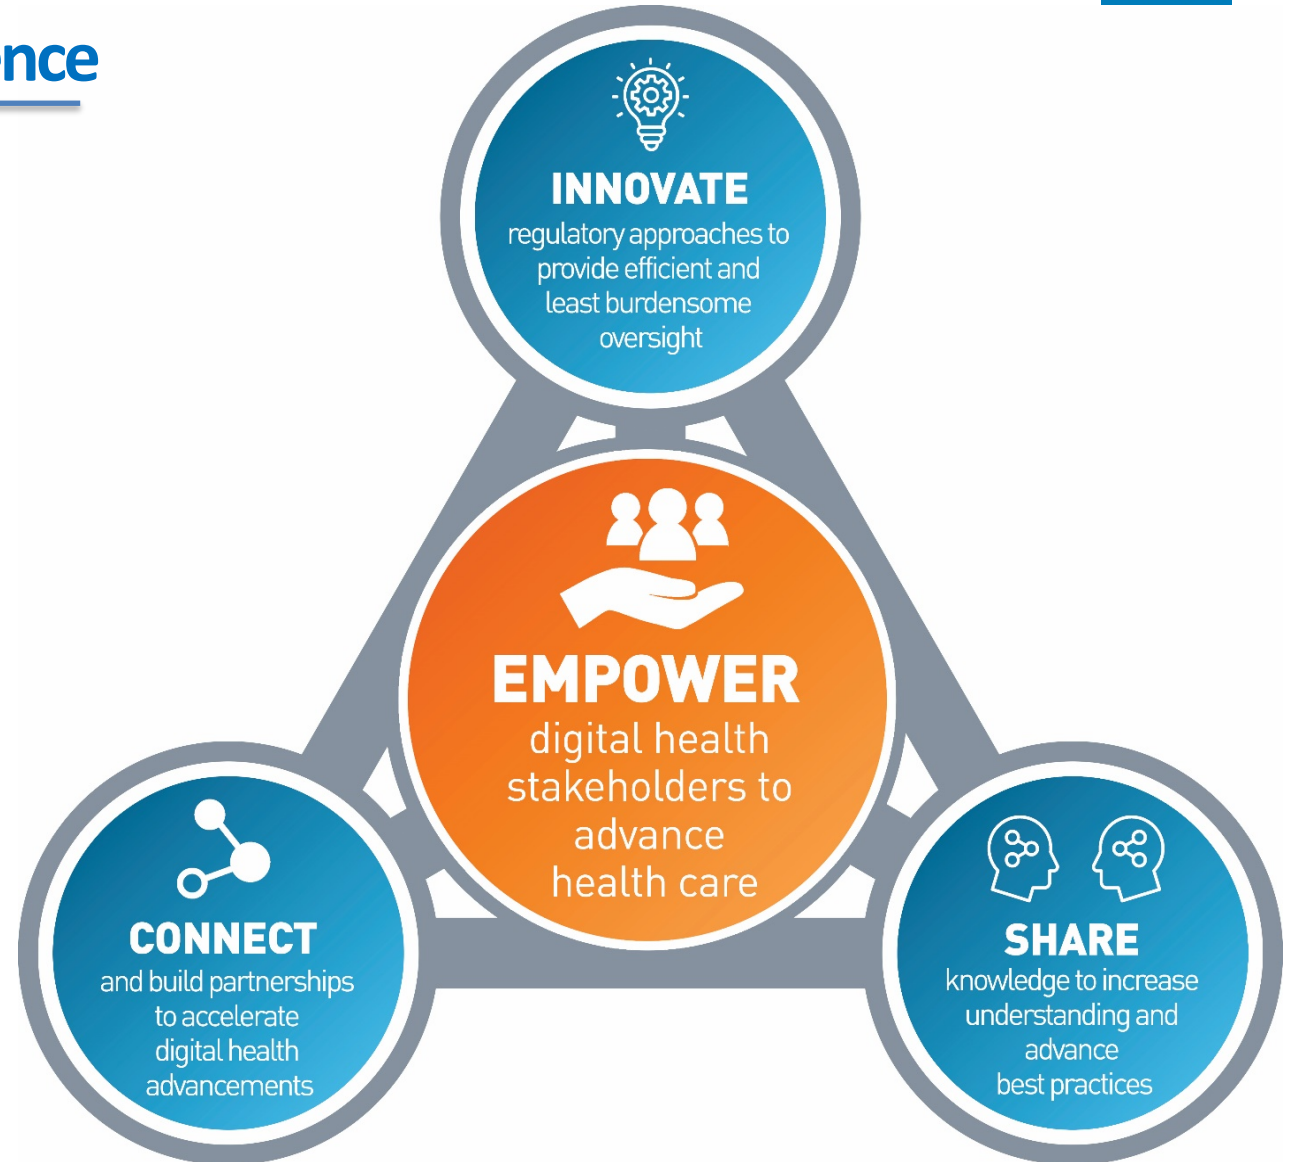 ence
INNOVATE
regulatory approaches to
provide efficient and
least burdensome
oversight
EMPOWER
digital health
stakeholders to
advance
health care
CONNECT
and build partnerships
to accelerate
digital health
advancements
SHARE
knowledge to increase
understanding and
advance
best practices